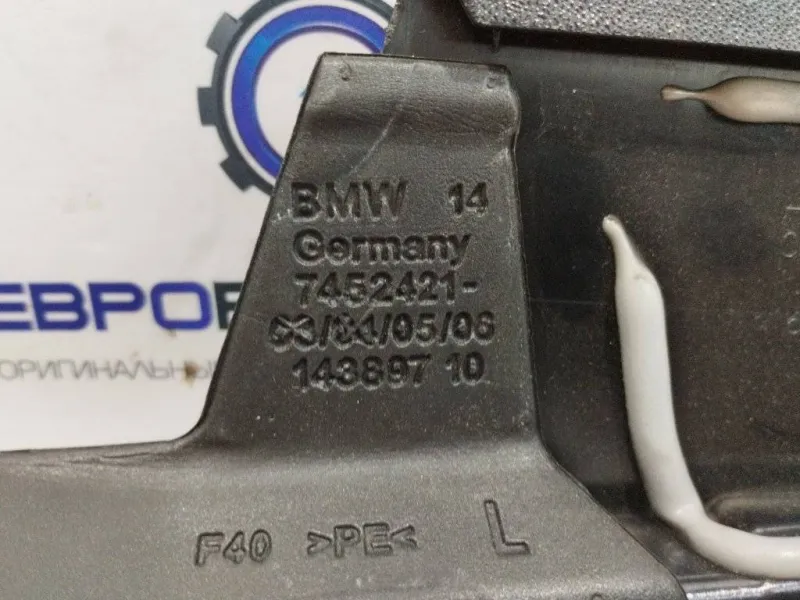 BMW 14
Germany
7452421-
03/04/05/06
143897 10
F40 >PE< L
ЕВРО
ОРИГИНАЛЬНЫ